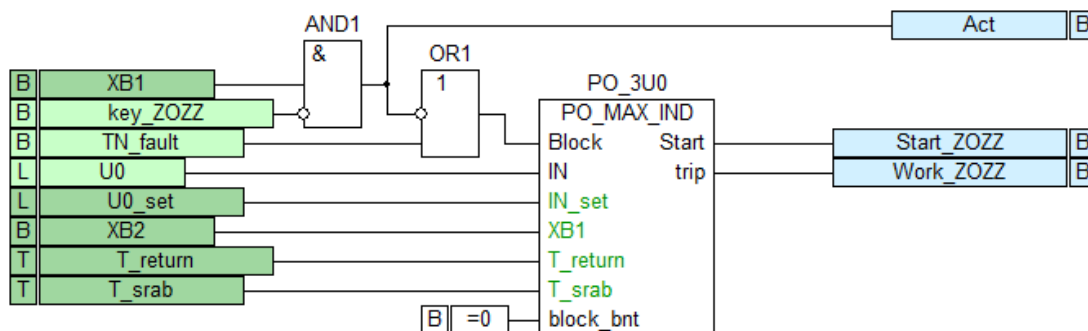 AND1
&
Act B
OR1
1
PO_3U0
PO_MAX_IND
B XB1
B key_ZOZZ
B TN_fault
L U0
L U0_set
B XB2
T T_return
T T_srab
Block Start
IN trip
IN_set
XB1
T_return
T_srab
B =0 block_bnt
Start_ZOZZ B
Work_ZOZZ B